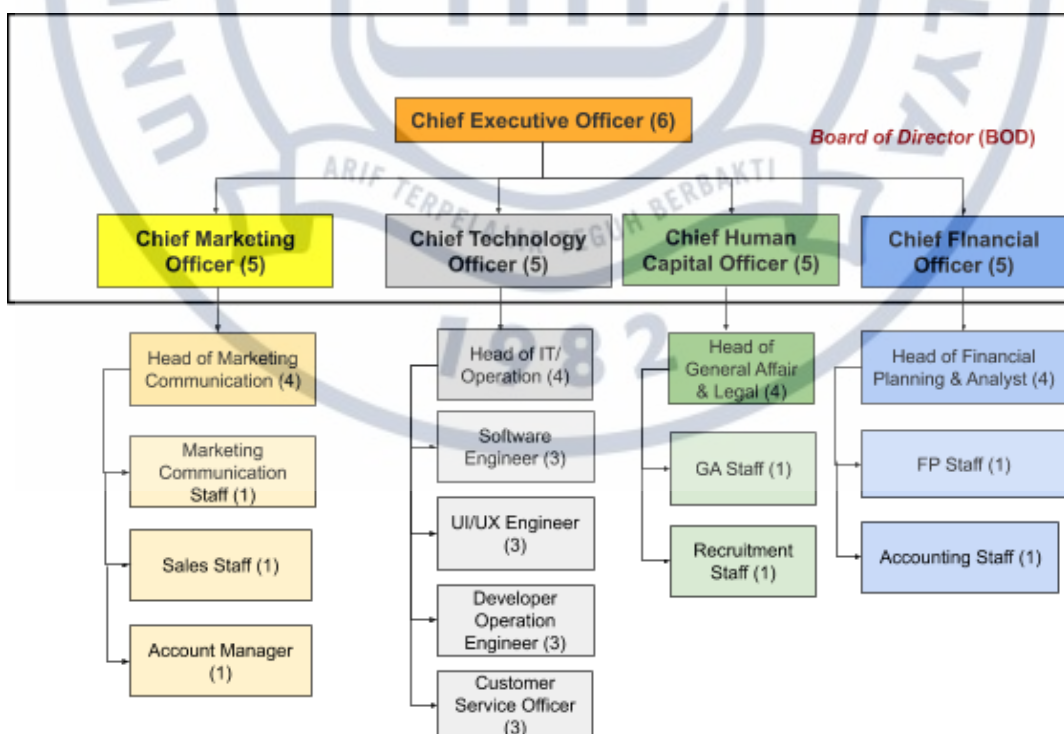 Chief Executive Officer (6)
Board of Director (BOD)
ARIF TERPELAJAR TEGUH BERBAKTI
Chief Marketing
Officer (5)
Chief Technology
Officer (5)
Chief Human
Capital Officer (5)
Chief FInancial
Officer (5)
1982
Head of Marketing
Communication (4)
Head of IT/
Operation (4)
Head of
General Affair
& Legal (4)
Head of Financial
Planning & Analyst (4)
Marketing
Communication
Staff (1)
Software
Engineer (3)
GA Staff (1)
FP Staff (1)
Sales Staff (1)
UI/UX Engineer
(3)
Recruitment
Staff (1)
Accounting Staff (1)
Account Manager
(1)
Developer
Operation
Engineer (3)
Customer
Service Officer
(3)
UN
LYA